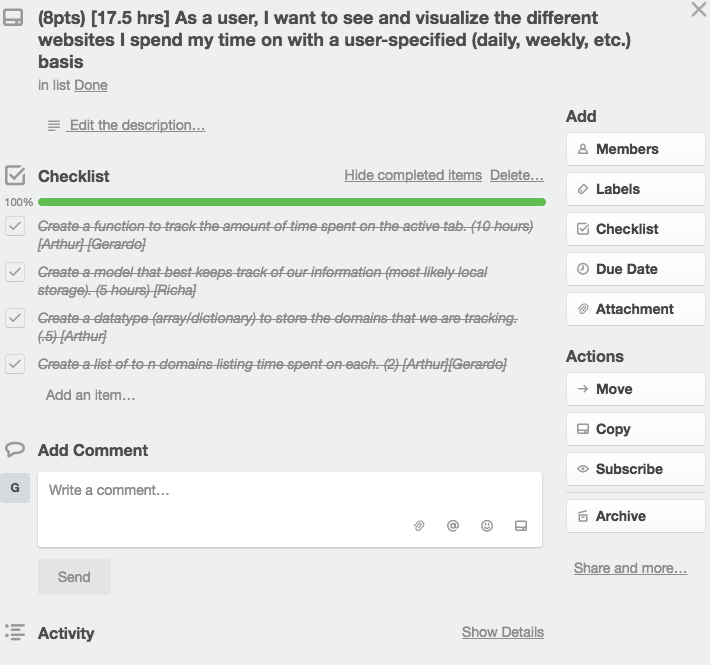 (8pts) [17.5 hrs] As a user, I want to see and visualize the different
websites I spend my time on with a user-specified (daily, weekly, etc.)
basis
in list Done
Edit the description…
Checklist
Hide completed items Delete…
100%
Create a function to track the amount of time spent on the active tab. (10 hours)
[Arthur] [Gerardo]
Create a model that best keeps track of our information (most likely local
storage). (5 hours) [Richa]
Create a datatype (array/dictionary) to store the domains that we are tracking.
(.5) [Arthur]
Create a list of to n domains listing time spent on each. (2) [Arthur][Gerardo]
Add an item…
Add Comment
G
Write a comment…
@
Send
Activity
Show Details
Add
Members
Labels
Checklist
Due Date
Attachment
Actions
Move
Copy
Subscribe
Archive
Share and more…